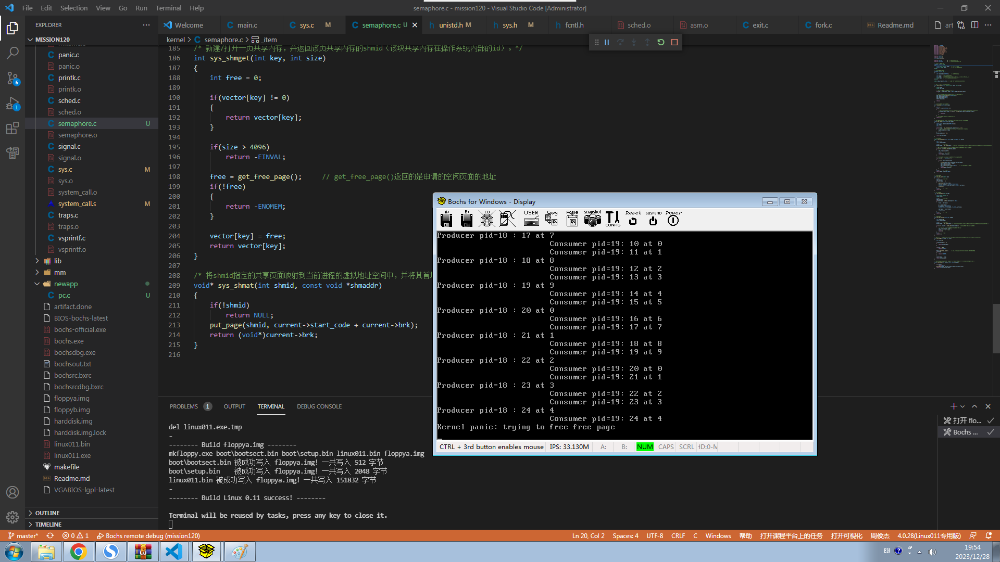 File Edit Selection View Go Run Terminal Help
semaphore.c - mission120 - Visual Studio Code [Administrator]
EXPLORER
Welcome
main.c
sys.c M
semaphore.c U
unistd.h M
sys.h M
fcntl.h
sched.o
asm.o
exit.c
fork.c
Readme.md
art
MISSION120
kernel > semaphore.c > _item
panic.c
panic.o
printk.c
printk.o
sched.c
sched.o
semaphore.c U
semaphore.o
signal.c
signal.o
sys.c M
sys.o
system_call.o
system_call.s M
traps.c
traps.o
vsprintf.c
vsprintf.o
lib
mm
newapp
pc.c U
artifact.done
BIOS-bochs-latest
bochs-official.exe
bochs.exe
bochsdbg.exe
bochsout.txt
bochsrc.bxrc
bochsrcdbg.bxrc
floppya.img
floppyb.img
harddisk.img
harddisk.img.lock
linux011.bin
linux011.exe
makefile
Readme.md
VGABIOS-lgpl-latest
OUTLINE
TIMELINE
6
1
185 /* 新建/打开一页共享内存，并返回该页共享内存的shmid（该块共享内存在操作系统内部的id）。*/
186 int sys_shmget(int key, int size)
187 {
188 int free = 0;
189
190 if(vector[key] != 0)
191 {
192 return vector[key];
193 }
194
195 if(size > 4096)
196 return -EINVAL;
197
198 free = get_free_page(); // get_free_page()返回的是申请的空闲页面的地址
199 if(!free)
200 {
201 return -ENOMEM;
202 }
203
204 vector[key] = free;
205 return vector[key];
206 }
207
208 /* 将shmid指定的共享页面映射到当前进程的虚拟地址空间中，并将其首
209 void* sys_shmat(int shmid, const void *shmaddr)
210 {
211 if(!shmid)
212 return NULL;
213 put_page(shmid, current->start_code + current->brk);
214 return (void*)current->brk;
215 }
216
Bochs for Windows - Display
A: B: CD USER Copy Paste snapshot CONFIG Reset SUSPEND Power
Producer pid=18 : 17 at 7
Consumer pid=19: 10 at 0
Consumer pid=19: 11 at 1
Producer pid=18 : 18 at 8
Consumer pid=19: 12 at 2
Consumer pid=19: 13 at 3
Producer pid=18 : 19 at 9
Consumer pid=19: 14 at 4
Consumer pid=19: 15 at 5
Producer pid=18 : 20 at 0
Consumer pid=19: 16 at 6
Consumer pid=19: 17 at 7
Producer pid=18 : 21 at 1
Consumer pid=19: 18 at 8
Consumer pid=19: 19 at 9
Producer pid=18 : 22 at 2
Consumer pid=19: 20 at 0
Consumer pid=19: 21 at 1
Producer pid=18 : 23 at 3
Consumer pid=19: 22 at 2
Consumer pid=19: 23 at 3
Producer pid=18 : 24 at 4
Consumer pid=19: 24 at 4
Kernel panic: trying to free free page
CTRL + 3rd button enables mouse IPS: 33.130M A: B: NUM CAPS SCRL HD:0-M
PROBLEMS 1 OUTPUT TERMINAL DEBUG CONSOLE
del linux011.exe.tmp
-
-------- Build floppya.img --------
mkfloppy.exe boot\bootsect.bin boot\setup.bin linux011.bin floppya.img
boot\bootsect.bin 被成功写入 floppya.img! 一共写入 512 字节
boot\setup.bin 被成功写入 floppya.img! 一共写入 2048 字节
linux011.bin 被成功写入 floppya.img! 一共写入 151832 字节
-
-------- Build Linux 0.11 success! --------
Terminal will be reused by tasks, press any key to close it.
打开 flo...
Bochs ...
master* 0 1 Bochs remote debug (mission120)
Ln 20, Col 2 Spaces: 4 UTF-8 CRLF C Windows 帮助 打开课程平台上的任务 打开可视化 周俊杰 4.0.28(Linux011专用版)
EN
19:54
2023/12/28